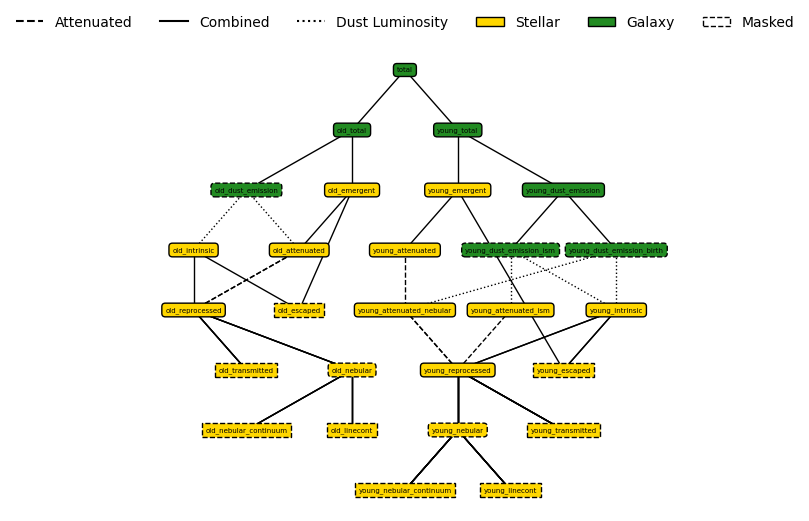 Attenuated Combined Dust Luminosity Stellar Galaxy Masked
total
old_total young_total
old_dust_emission old_emergent young_emergent young_dust_emission
old_intrinsic old_attenuated young_attenuated young_dust_emission_ism young_dust_emission_birth
old_reprocessed old_escaped young_attenuated_nebular young_attenuated_ism young_intrinsic
old_transmitted old_nebular young_reprocessed young_escaped
old_nebular_continuum old_linecont young_nebular young_transmitted
young_nebular_continuum young_linecont